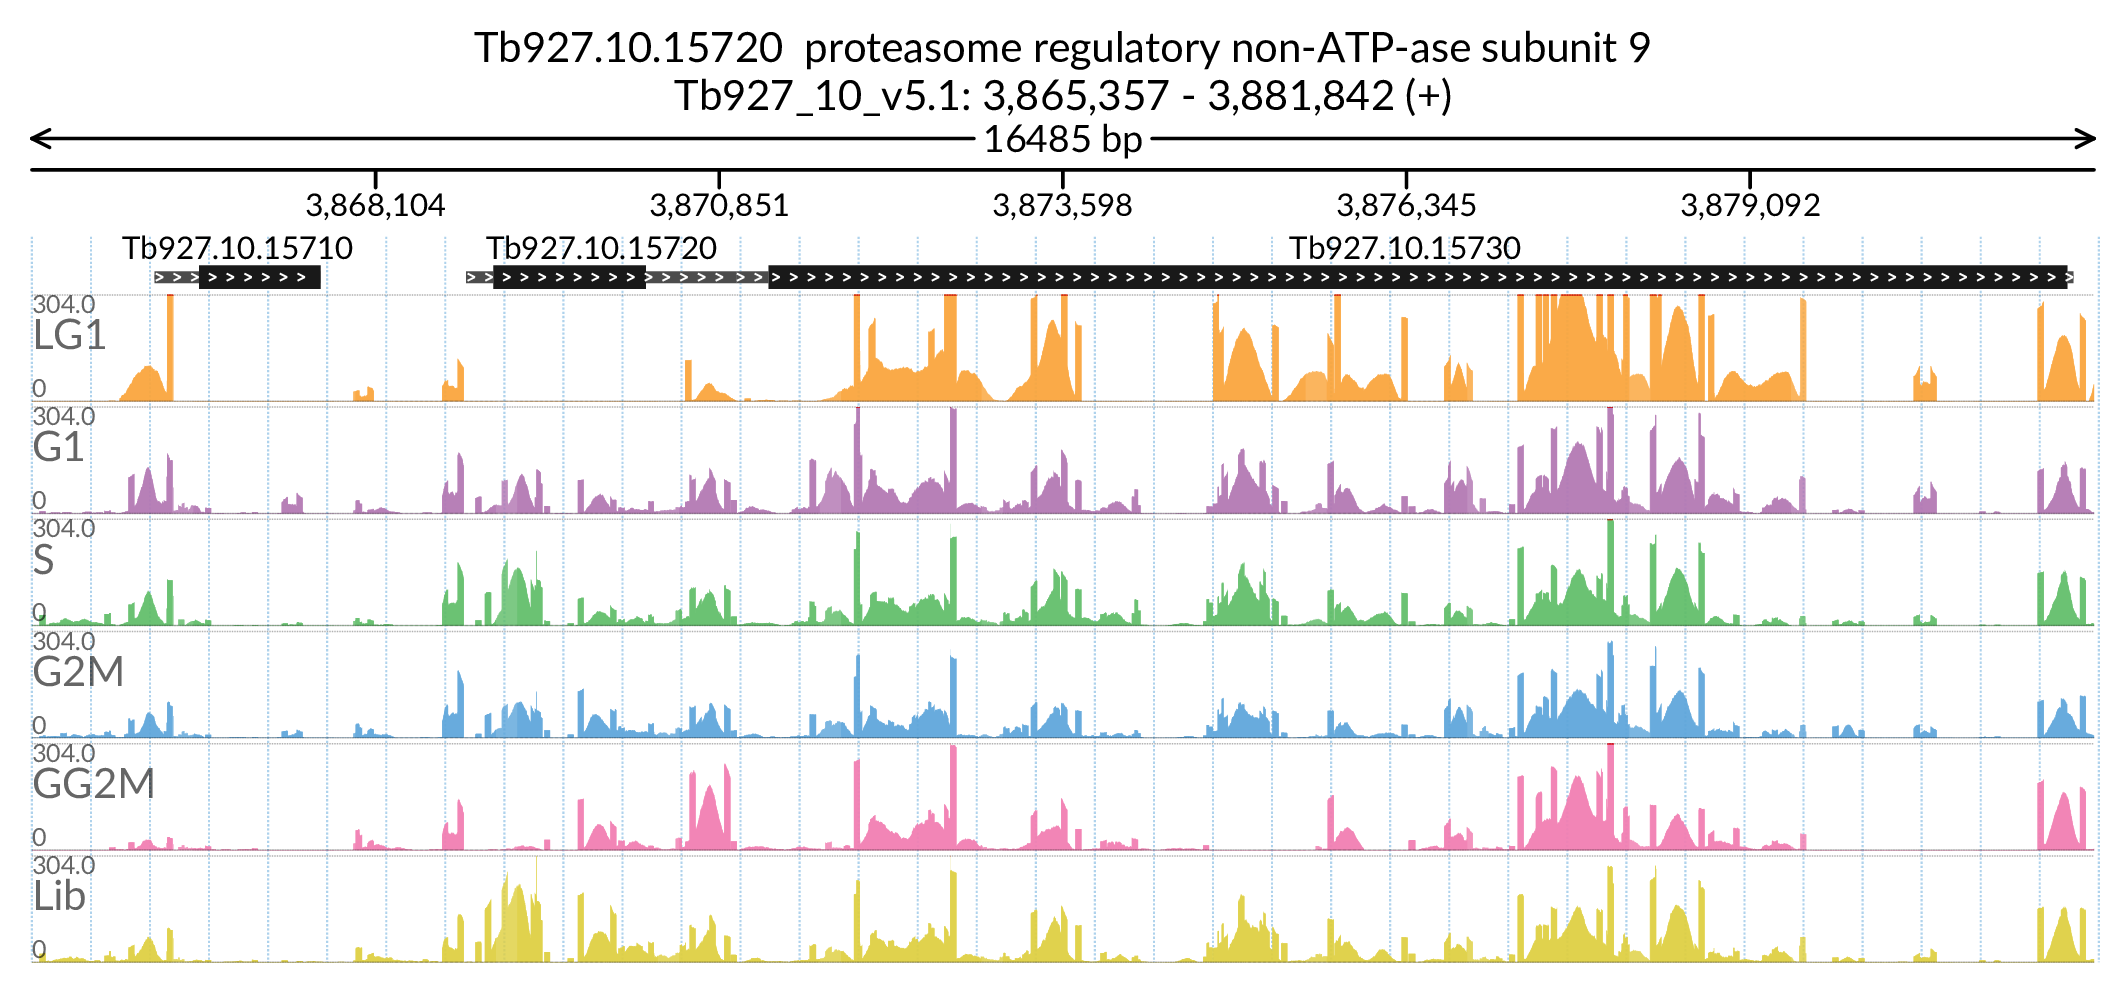 Tb927.10.15720  proteasome regulatory non-ATP-ase subunit 9
Tb927_10_v5.1: 3,865,357 - 3,881,842 (+)
16485 bp
3,868,104 3,870,851 3,873,598 3,876,345 3,879,092
Tb927.10.15710 Tb927.10.15720 Tb927.10.15730
304.0
LG1
0
304.0
G1
0
304.0
S
0
304.0
G2M
0
304.0
GG2M
0
304.0
Lib
0